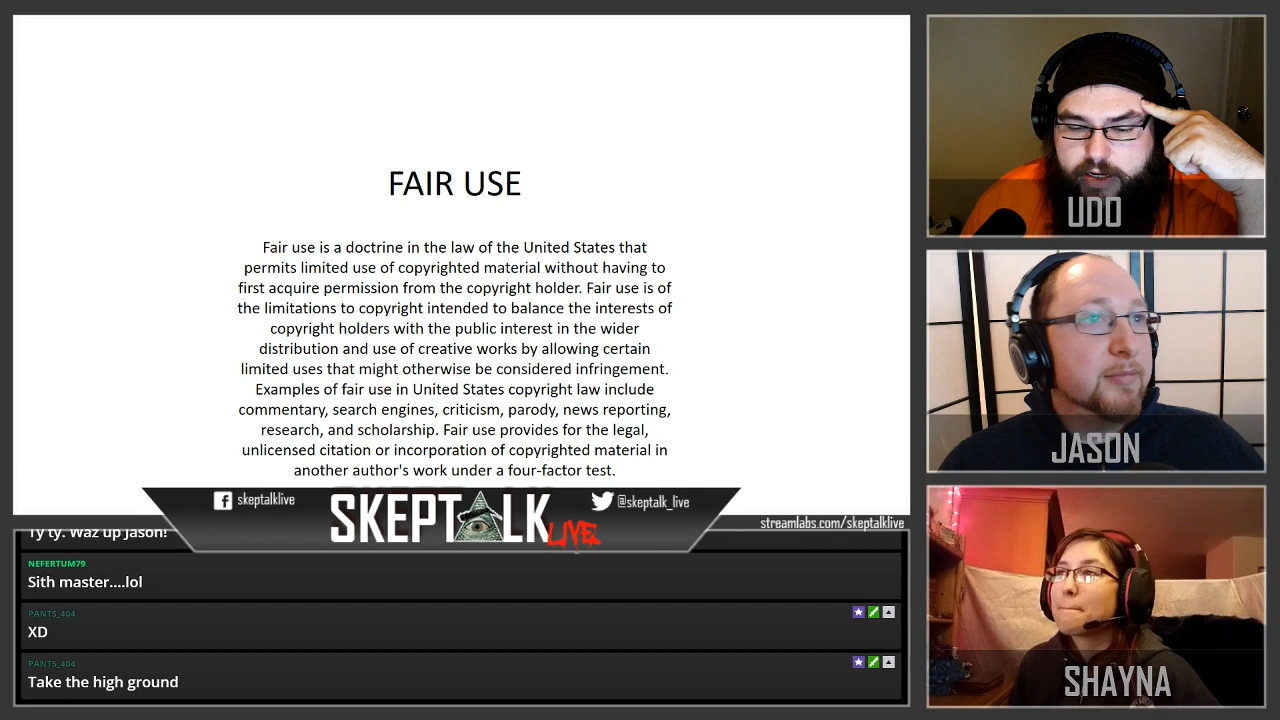 FAIR USE
Fair use is a doctrine in the law of the United States that
permits limited use of copyrighted material without having to
first acquire permission from the copyright holder. Fair use is of
the limitations to copyright intended to balance the interests of
copyright holders with the public interest in the wider
distribution and use of creative works by allowing certain
limited uses that might otherwise be considered infringement.
Examples of fair use in United States copyright law include
commentary, search engines, criticism, parody, news reporting,
research, and scholarship. Fair use provides for the legal,
unlicensed citation or incorporation of copyrighted material in
another author's work under a four-factor test.
skeptalklive
SKEPTALK
LIVE
@skeptalk_live
streamlabs.com/skeptalklive
Ty ty. Waz up Jason!
NEFERTUM79
Sith master....lol
PANTS_404
XD
PANTS_404
Take the high ground
UDO
JASON
SHAYNA